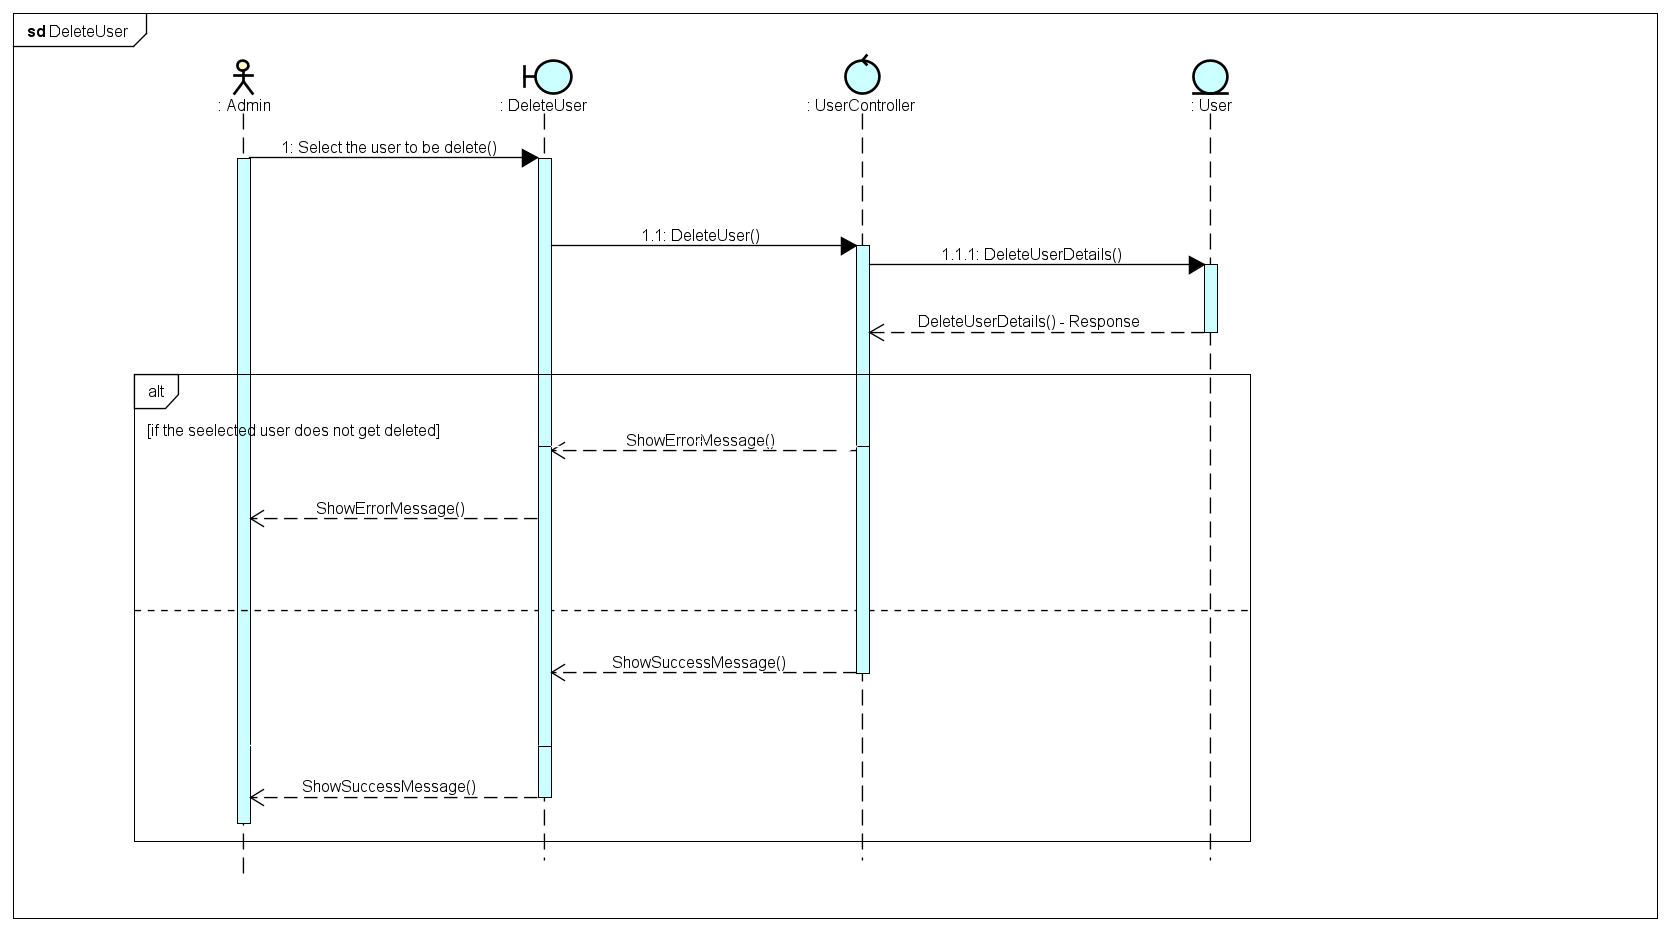 sd DeleteUser
: Admin
: DeleteUser
: UserController
: User
1: Select the user to be delete()
1.1: DeleteUser()
1.1.1: DeleteUserDetails()
DeleteUserDetails() - Response
alt
[if the seelected user does not get deleted]
ShowErrorMessage()
ShowErrorMessage()
ShowSuccessMessage()
ShowSuccessMessage()